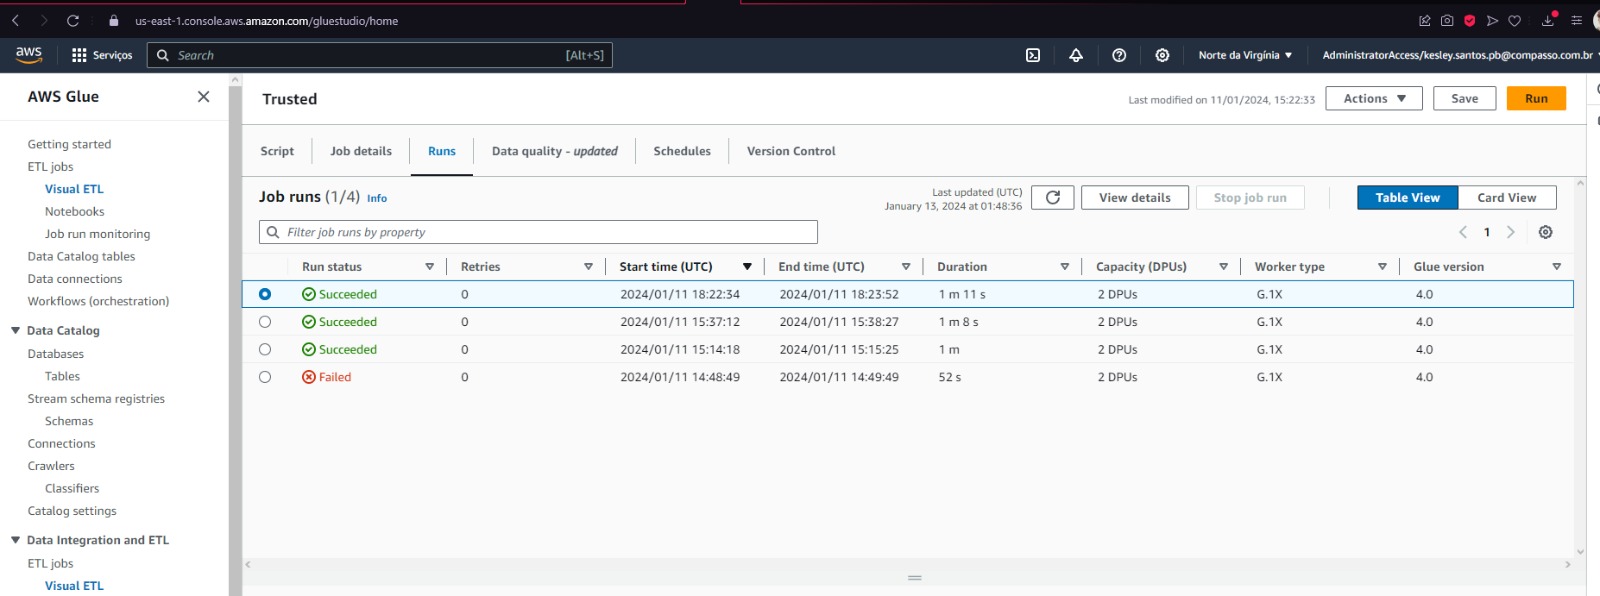 us-east-1.console.aws.amazon.com/gluestudio/home
aws
Serviços
Search
[Alt+S]
Norte da Virgínia
AdministratorAccess/kesley.santos.pb@compasso.com.br
AWS Glue
Getting started
ETL jobs
Visual ETL
Notebooks
Job run monitoring
Data Catalog tables
Data connections
Workflows (orchestration)
Data Catalog
Databases
Tables
Stream schema registries
Schemas
Connections
Crawlers
Classifiers
Catalog settings
Data Integration and ETL
ETL jobs
Visual ETL
Trusted
Last modified on 11/01/2024, 15:22:33
Actions
Save
Run
Script
Job details
Runs
Data quality - updated
Schedules
Version Control
Job runs (1/4) Info
Last updated (UTC)
January 13, 2024 at 01:48:36
View details
Stop job run
Table View
Card View
Filter job runs by property
1
Run status Retries Start time (UTC) End time (UTC) Duration Capacity (DPUs) Worker type Glue version
Succeeded 0 2024/01/11 18:22:34 2024/01/11 18:23:52 1 m 11 s 2 DPUs G.1X 4.0
Succeeded 0 2024/01/11 15:37:12 2024/01/11 15:38:27 1 m 8 s 2 DPUs G.1X 4.0
Succeeded 0 2024/01/11 15:14:18 2024/01/11 15:15:25 1 m 2 DPUs G.1X 4.0
Failed 0 2024/01/11 14:48:49 2024/01/11 14:49:49 52 s 2 DPUs G.1X 4.0